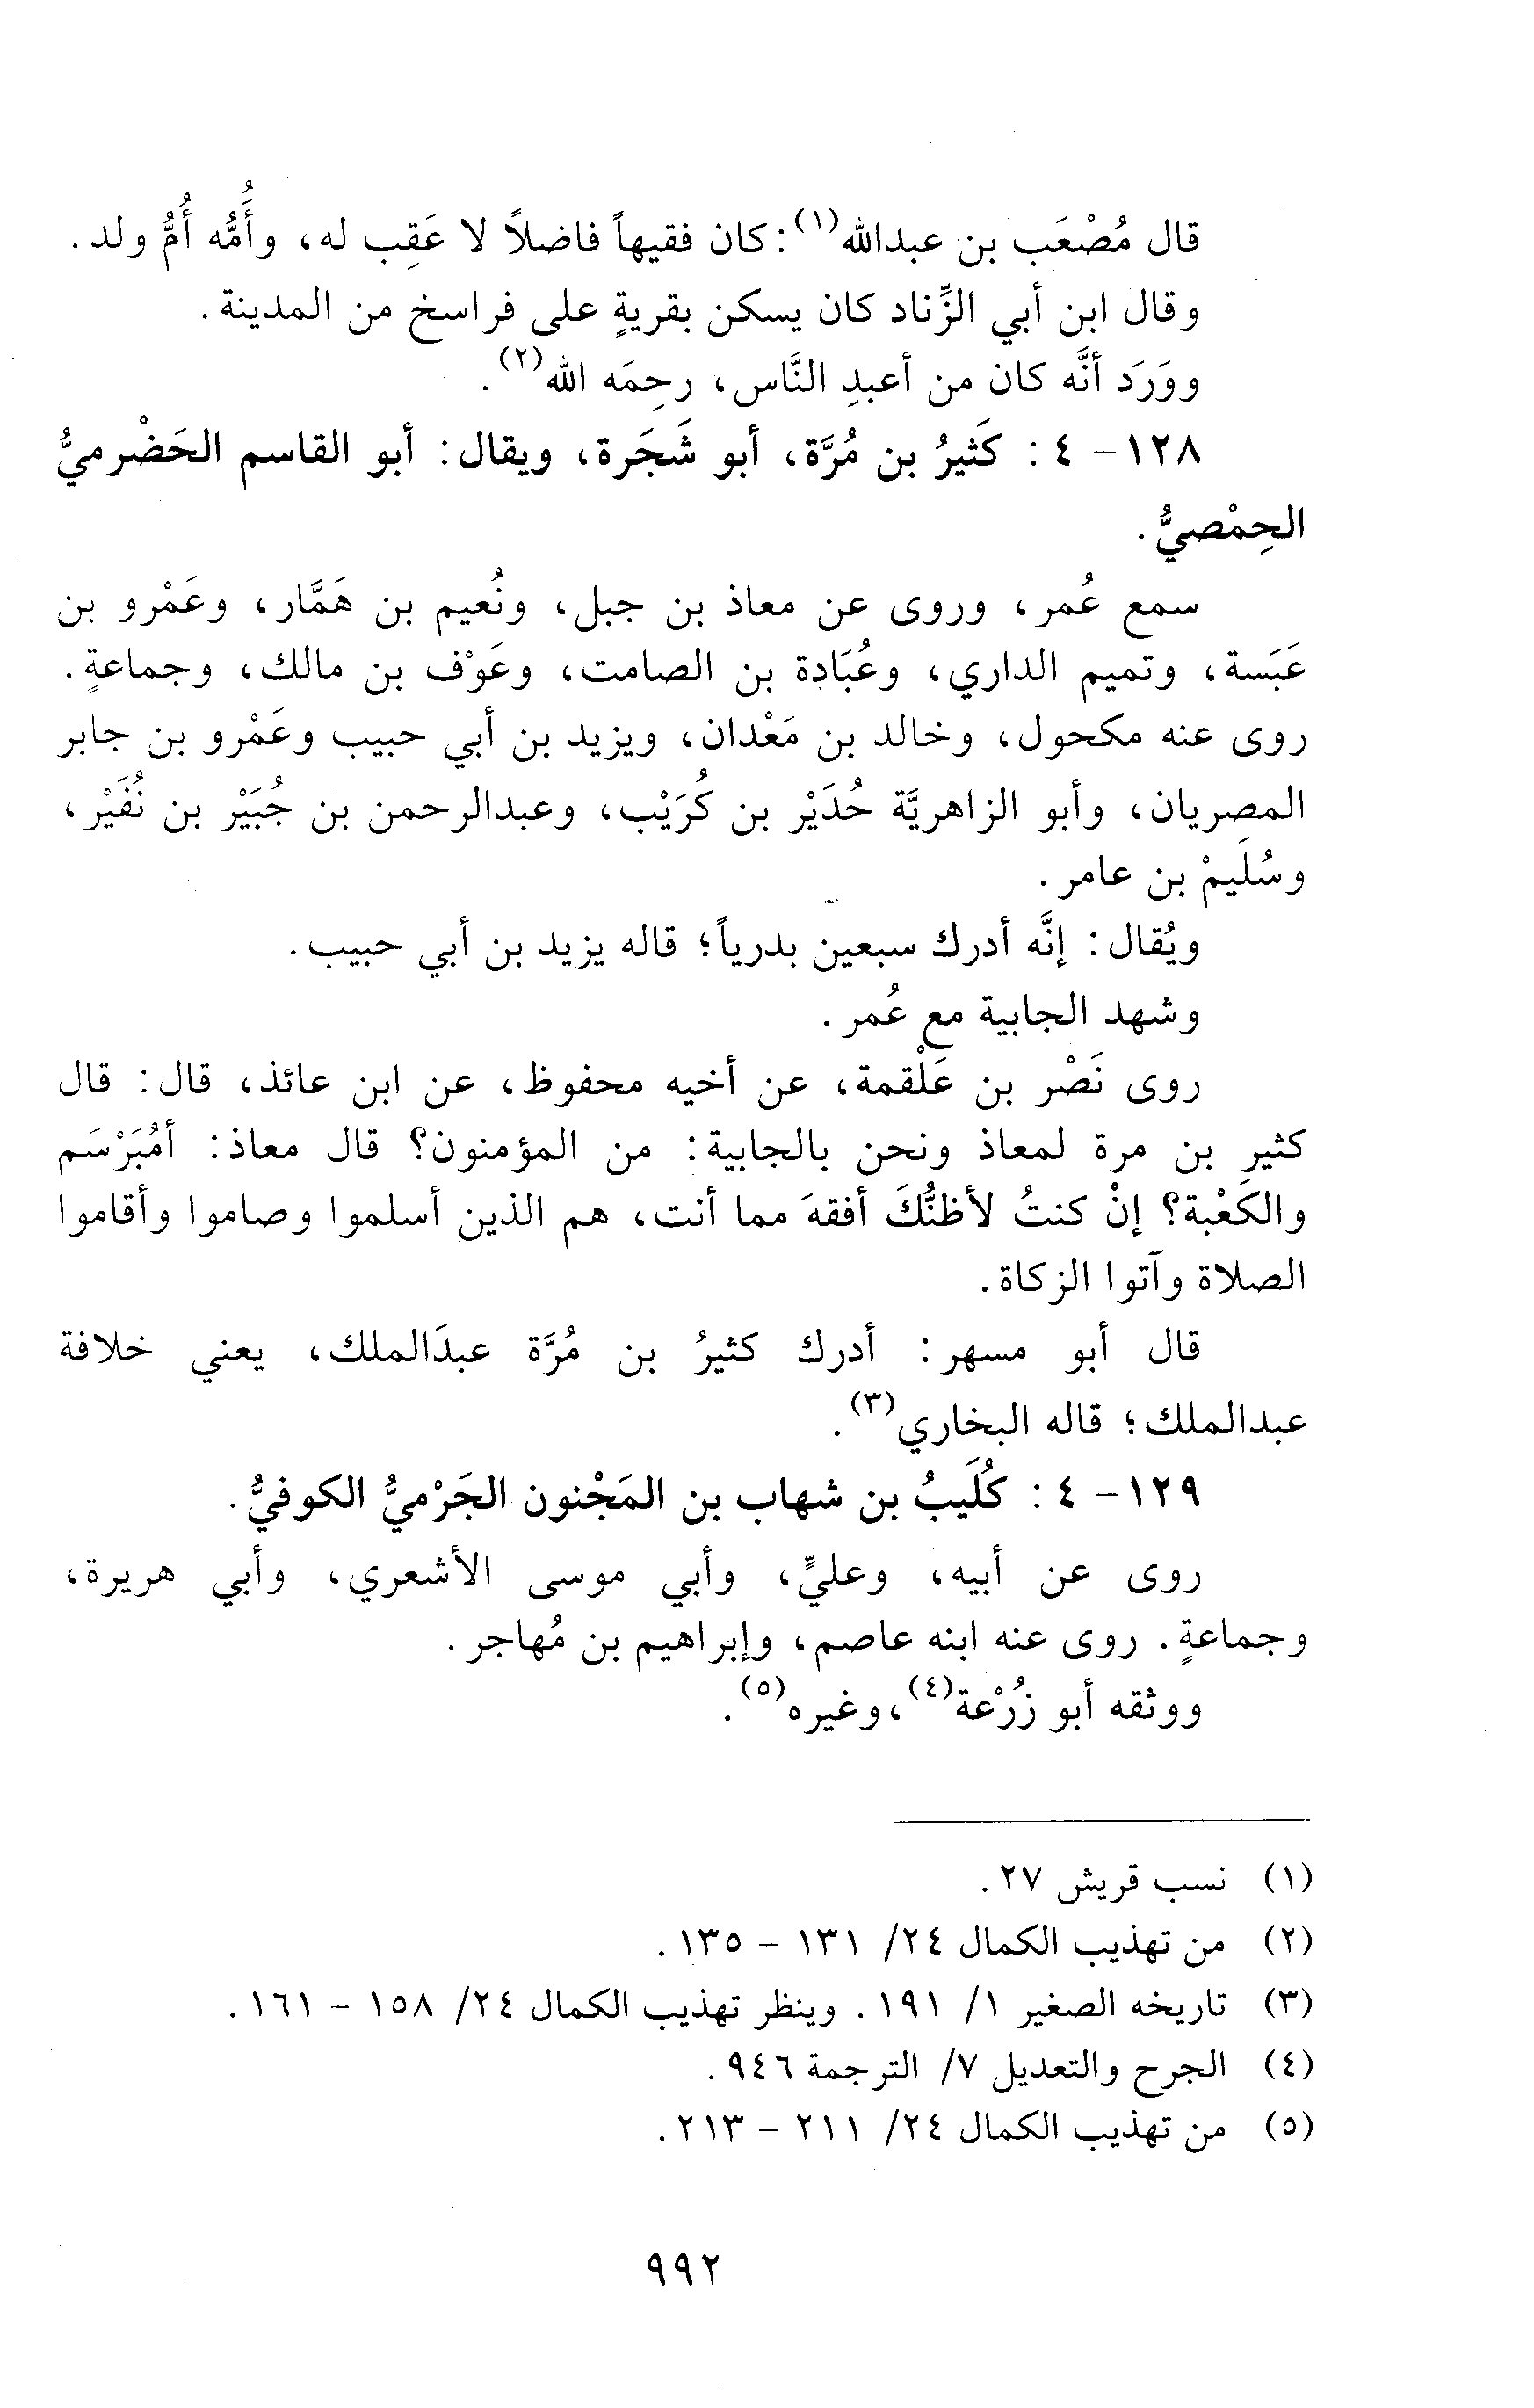 قال مُصْعَب بن عبدالله(١): كان فقيهاً فاضلاً لا عَقِب له، وأُمُّه أُمُّ ولد.
وقال ابن أبي الزِّناد كان يسكن بقريةٍ على فراسخ من المدينة.
ووَرَد أنَّه كان من أعبدِ النَّاس، رحِمَه الله(٢).
١٢٨- ٤: كَثيرُ بن مُرَّة، أبو شَجَرة، ويقال: أبو القاسم الحَضْرميُّ
الحِمْصيُّ.
سمع عُمر، وروى عن معاذ بن جبل، ونُعيم بن هَمَّار، وعَمْرو بن
عَبَسة، وتميم الداري، وعُبَادة بن الصامت، وعَوْف بن مالك، وجماعةٍ.
روى عنه مكحول، وخالد بن مَعْدان، ويزيد بن أبي حبيب وعَمْرو بن جابر
المصريان، وأبو الزاهريَّة حُدَيْر بن كُرَيْب، وعبدالرحمن بن جُبَيْر بن نُفَيْر،
وسُلَيمْ بن عامر.
ويُقال: إنَّه أدرك سبعين بدرياً؛ قاله يزيد بن أبي حبيب.
وشهد الجابية مع عُمر.
روى نَصْر بن عَلْقمة، عن أخيه محفوظ، عن ابن عائذ، قال: قال
كثير بن مرة لمعاذ ونحن بالجابية: من المؤمنون؟ قال معاذ: أمُبَرْسَم
والكَعْبة؟ إنْ كنتُ لأظنُّكَ أفقهَ مما أنت، هم الذين أسلموا وصاموا وأقاموا
الصلاة وآتوا الزكاة.
قال أبو مسهر: أدرك كثيرُ بن مُرَّة عبدَالملك، يعني خلافة
عبدالملك؛ قاله البخاري(٣).
١٢٩- ٤: كُلَيبُ بن شهاب بن المَجْنون الجَرْميُّ الكوفيُّ.
روى عن أبيه، وعليٍّ، وأبي موسى الأشعري، وأبي هريرة،
وجماعةٍ. روى عنه ابنه عاصم، وإبراهيم بن مُهاجر.
ووثقه أبو زُرْعة(٤)، وغيره(٥).
(١) نسب قريش ٢٧.
(٢) من تهذيب الكمال ٢٤/ ١٣١ - ١٣٥.
(٣) تاريخه الصغير ١/ ١٩١. وينظر تهذيب الكمال ٢٤/ ١٥٨ - ١٦١.
(٤) الجرح والتعديل ٧/ الترجمة ٩٤٦.
(٥) من تهذيب الكمال ٢٤/ ٢١١ - ٢١٣.
٩٩٢